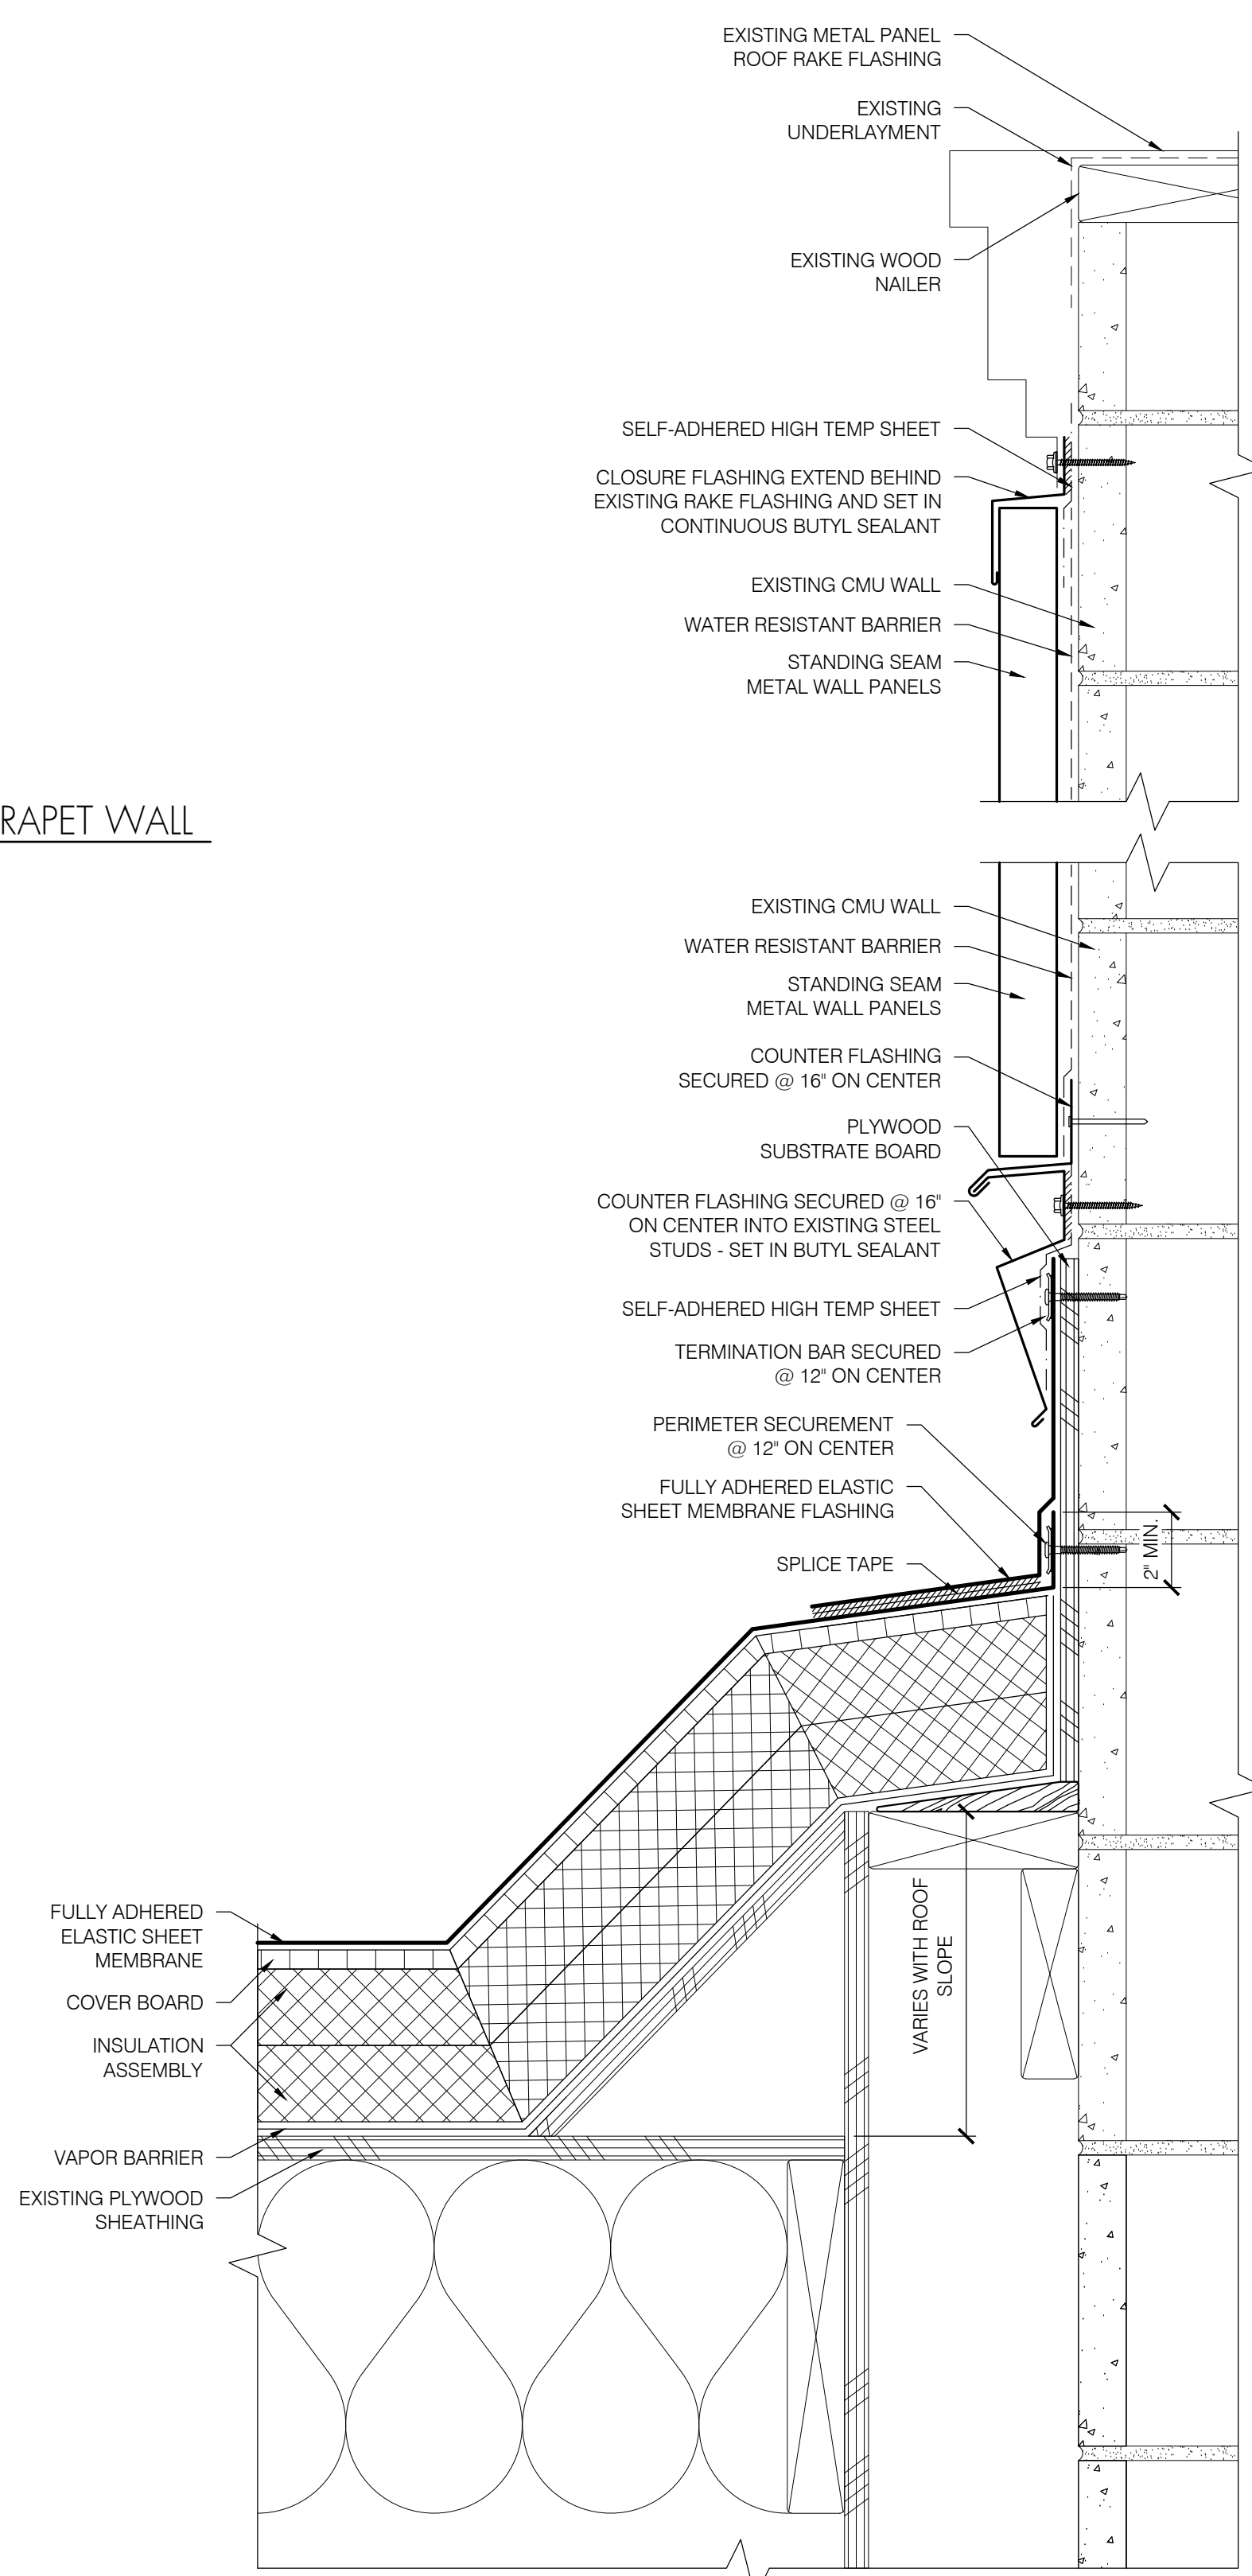 EXISTING METAL PANEL
ROOF RAKE FLASHING
EXISTING
UNDERLAYMENT
EXISTING WOOD
NAILER
SELF-ADHERED HIGH TEMP SHEET
CLOSURE FLASHING EXTEND BEHIND
EXISTING RAKE FLASHING AND SET IN
CONTINUOUS BUTYL SEALANT
EXISTING CMU WALL
WATER RESISTANT BARRIER
STANDING SEAM
METAL WALL PANELS
RAPET WALL
EXISTING CMU WALL
WATER RESISTANT BARRIER
STANDING SEAM
METAL WALL PANELS
COUNTER FLASHING
SECURED @ 16" ON CENTER
PLYWOOD
SUBSTRATE BOARD
COUNTER FLASHING SECURED @ 16"
ON CENTER INTO EXISTING STEEL
STUDS - SET IN BUTYL SEALANT
SELF-ADHERED HIGH TEMP SHEET
TERMINATION BAR SECURED
@ 12" ON CENTER
PERIMETER SECUREMENT
@ 12" ON CENTER
FULLY ADHERED ELASTIC
SHEET MEMBRANE FLASHING
SPLICE TAPE
2" MIN.
VARIES WITH ROOF
SLOPE
FULLY ADHERED
ELASTIC SHEET
MEMBRANE
COVER BOARD
INSULATION
ASSEMBLY
VAPOR BARRIER
EXISTING PLYWOOD
SHEATHING